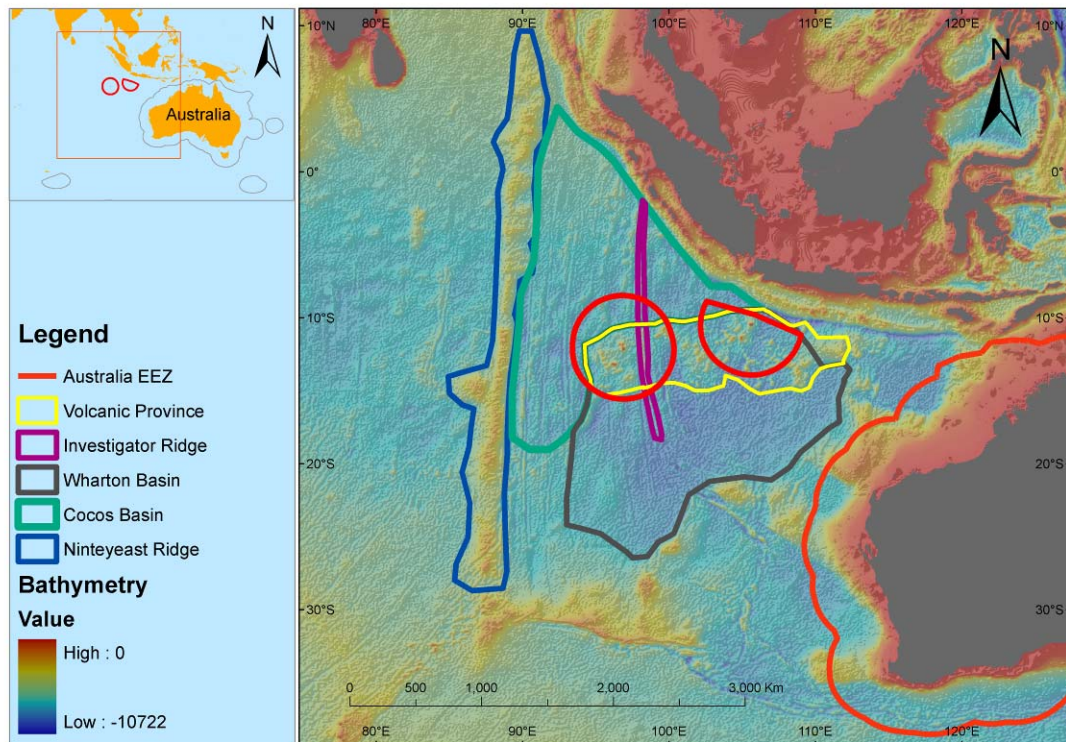 N
Australia
Legend
Australia EEZ
Volcanic Province
Investigator Ridge
Wharton Basin
Cocos Basin
Ninteyeast Ridge
Bathymetry
Value
High : 0
Low : -10722
80°E 90°E 100°E 110°E 120°E
10°N 10°N
N
0° 0°
10°S 10°S
20°S 20°S
30°S 30°S
0 500 1,000 2,000 3,000 Km
80°E 90°E 100°E 110°E 120°E